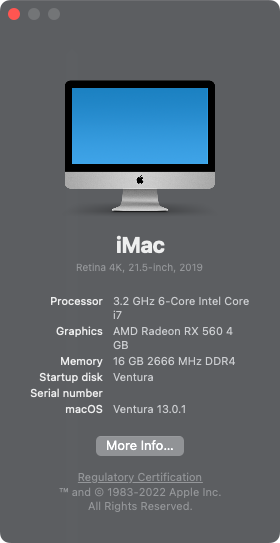 iMac
Retina 4K, 21.5-inch, 2019
Processor 3.2 GHz 6-Core Intel Core
i7
Graphics AMD Radeon RX 560 4
GB
Memory 16 GB 2666 MHz DDR4
Startup disk Ventura
Serial number
macOS Ventura 13.0.1
More Info...
Regulatory Certification
™ and © 1983-2022 Apple Inc.
All Rights Reserved.